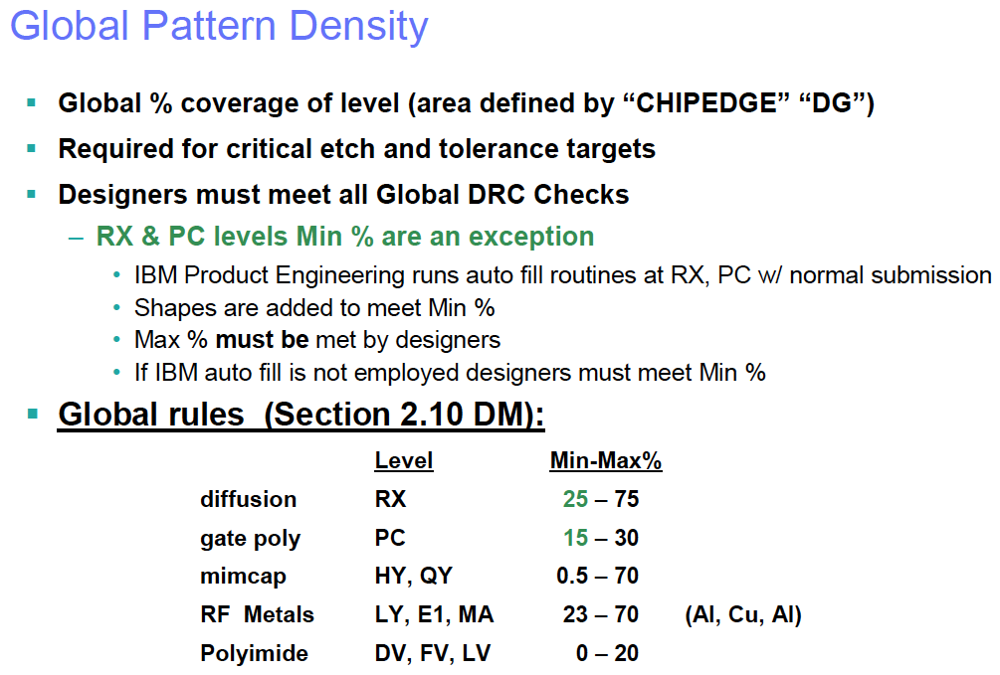 Global Pattern Density
▪ Global % coverage of level (area defined by “CHIPEDGE” “DG”)
▪ Required for critical etch and tolerance targets
▪ Designers must meet all Global DRC Checks
– RX & PC levels Min % are an exception
• IBM Product Engineering runs auto fill routines at RX, PC w/ normal submission
• Shapes are added to meet Min %
• Max % must be met by designers
• If IBM auto fill is not employed designers must meet Min %
▪ Global rules (Section 2.10 DM):
Level Min-Max%
diffusion RX 25 – 75
gate poly PC 15 – 30
mimcap HY, QY 0.5 – 70
RF Metals LY, E1, MA 23 – 70 (Al, Cu, Al)
Polyimide DV, FV, LV 0 – 20